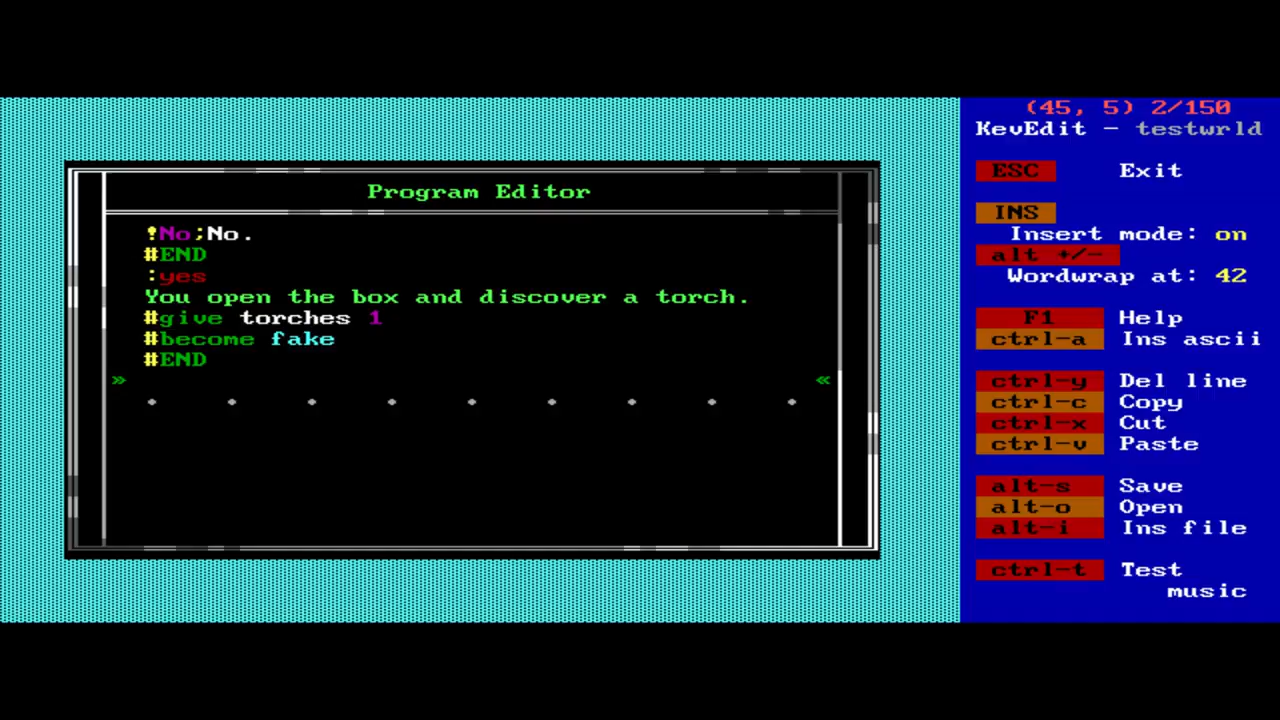 (45, 5) 2/150
KevEdit - testwrld
ESC Exit
INS
Insert mode: on
alt +/-
Wordwrap at: 42
F1 Help
ctrl-a Ins ascii
ctrl-y Del line
ctrl-c Copy
ctrl-x Cut
ctrl-v Paste
alt-s Save
alt-o Open
alt-i Ins file
ctrl-t Test
music
Program Editor
!No;No.
#END
:yes
You open the box and discover a torch.
#give torches 1
#become fake
#END
» «